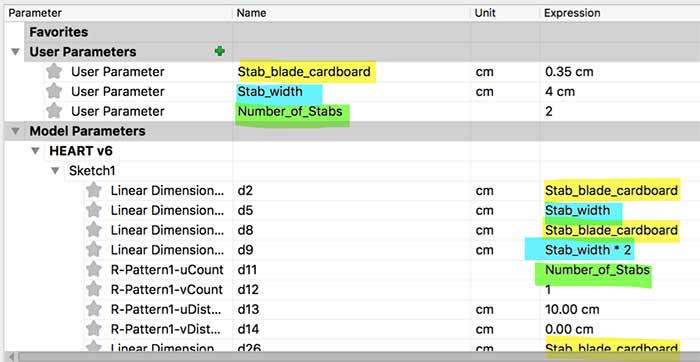 Parameter Name Unit Expression
Favorites
User Parameters
User Parameter Stab_blade_cardboard cm 0.35 cm
User Parameter Stab_width cm 4 cm
User Parameter Number_of_Stabs 2
Model Parameters
HEART v6
Sketch1
Linear Dimension... d2 cm Stab_blade_cardboard
Linear Dimension... d5 cm Stab_width
Linear Dimension... d8 cm Stab_blade_cardboard
Linear Dimension... d9 cm Stab_width * 2
R-Pattern1-uCount d11 Number_of_Stabs
R-Pattern1-vCount d12 1
R-Pattern1-uDist... d13 cm 10.00 cm
R-Pattern1-vDist... d14 cm 0.00 cm
Linear Dimension... d26 cm Stab_blade_cardboard